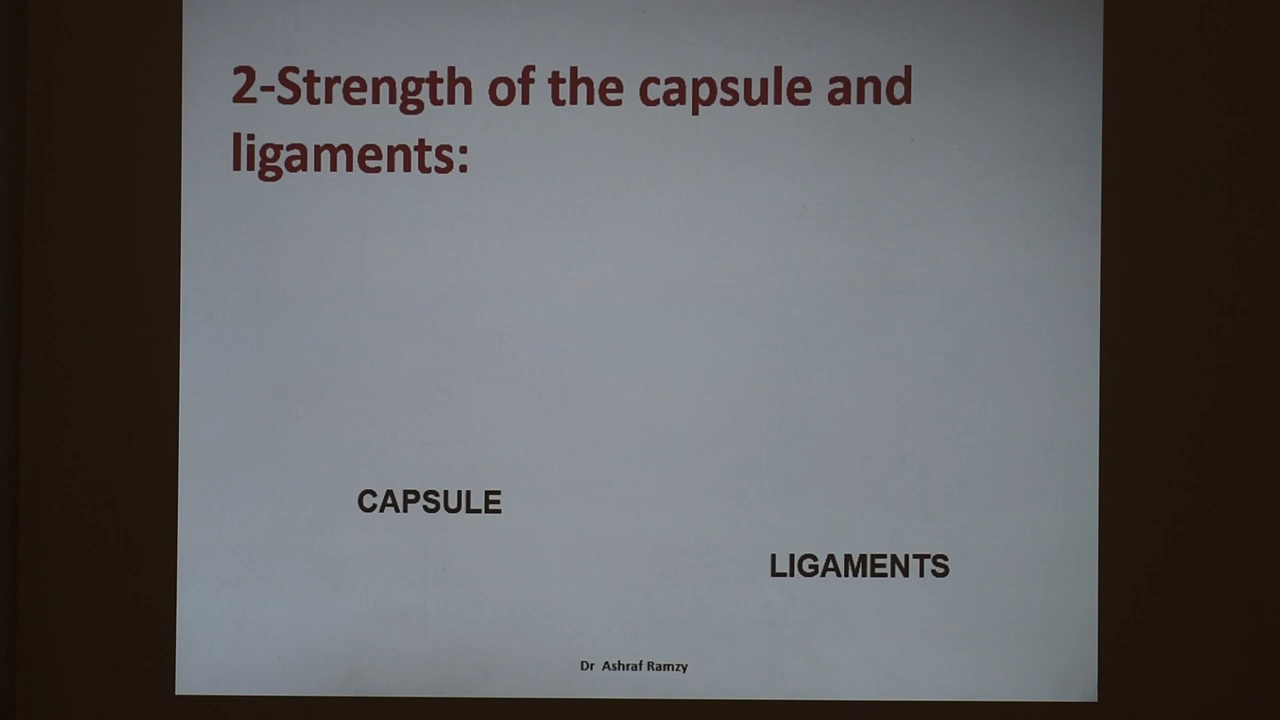 2-Strength of the capsule and
ligaments:
CAPSULE
LIGAMENTS
Dr Ashraf Ramzy